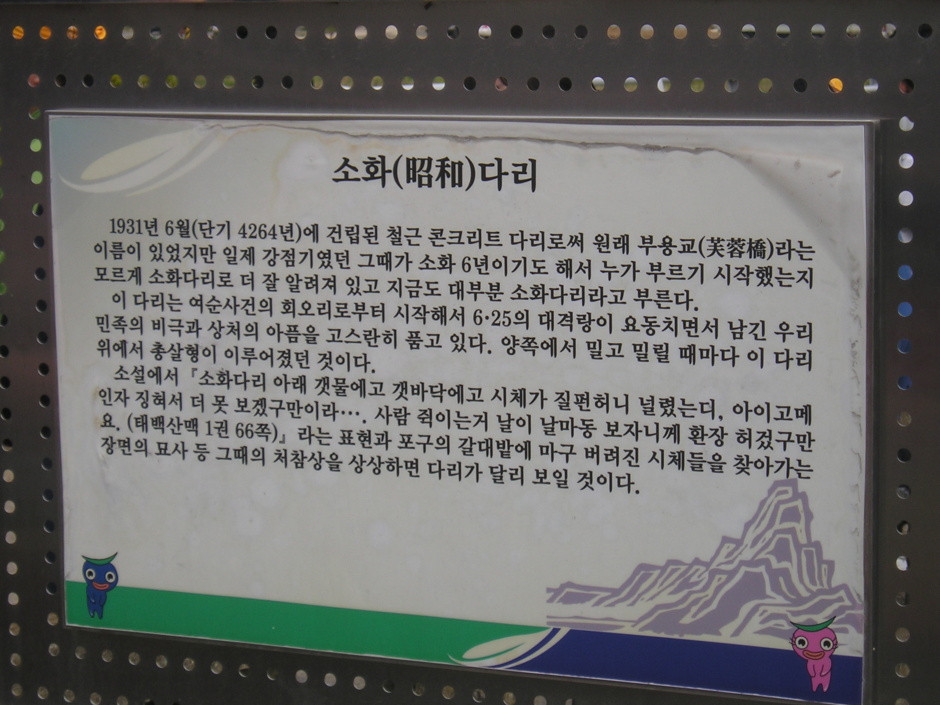 소화(昭和)다리
1931년 6월(단기 4264년)에 건립된 철근 콘크리트 다리로써 원래 부용교(芙蓉橋)라는
이름이 있었지만 일제 강점기였던 그때가 소화 6년이기도 해서 누가 부르기 시작했는지
모르게 소화다리로 더 잘 알려져 있고 지금도 대부분 소화다리라고 부른다.
이 다리는 여순사건의 회오리로부터 시작해서 6·25의 대격랑이 요동치면서 남긴 우리
민족의 비극과 상처의 아픔을 고스란히 품고 있다. 양쪽에서 밀고 밀릴 때마다 이 다리
위에서 총살형이 이루어졌던 것이다.
소설에서 『소화다리 아래 갯물에고 갯바닥에고 시체가 질펀허니 널렸는디, 아이고메
인자 징혀서 더 못 보겠구만이라…. 사람 쥑이는거 날이 날마동 보자니께 환장 허겄구만
요. (태백산맥 1권 66쪽)』 라는 표현과 포구의 갈대밭에 마구 버려진 시체들을 찾아가는
장면의 묘사 등 그때의 처참상을 상상하면 다리가 달리 보일 것이다.